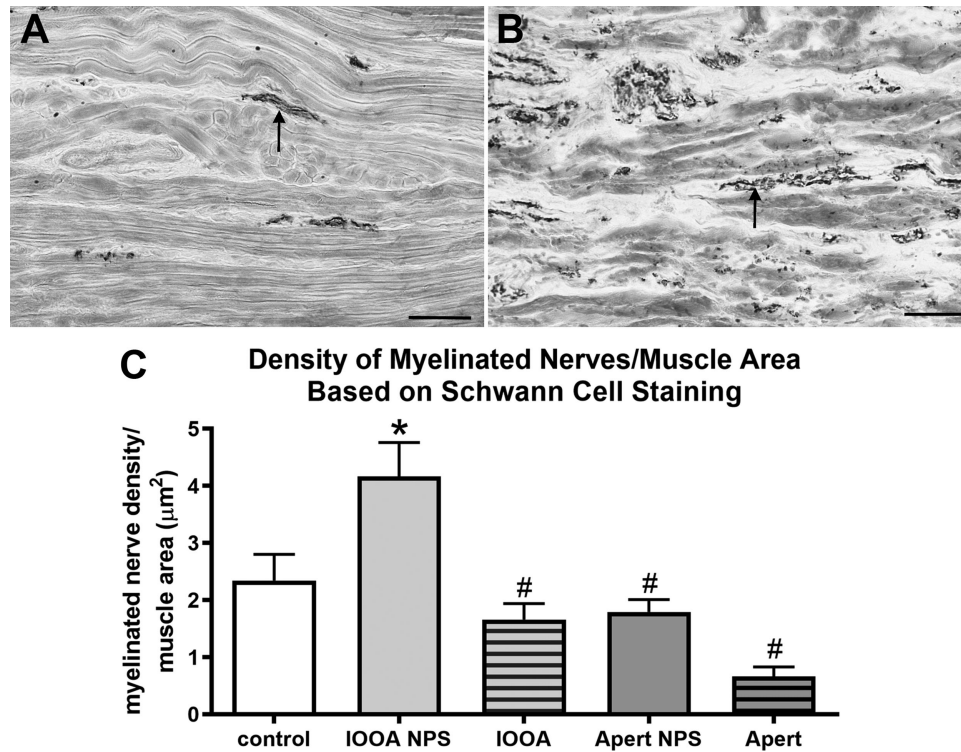 A
B
C
Density of Myelinated Nerves/Muscle Area
Based on Schwann Cell Staining
myelinated nerve density/
muscle area (μm²)
5
4
3
2
1
0
*
#
#
#
control
IOOA NPS
IOOA
Apert NPS
Apert